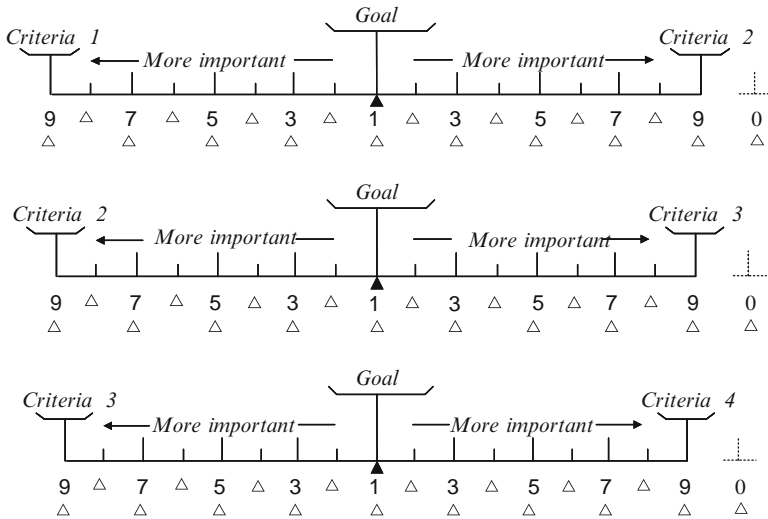 Goal
Criteria 1 Criteria 2
More important More important
9 7 5 3 1 3 5 7 9 0
Goal
Criteria 2 Criteria 3
More important More important
9 7 5 3 1 3 5 7 9 0
Goal
Criteria 3 Criteria 4
More important More important
9 7 5 3 1 3 5 7 9 0